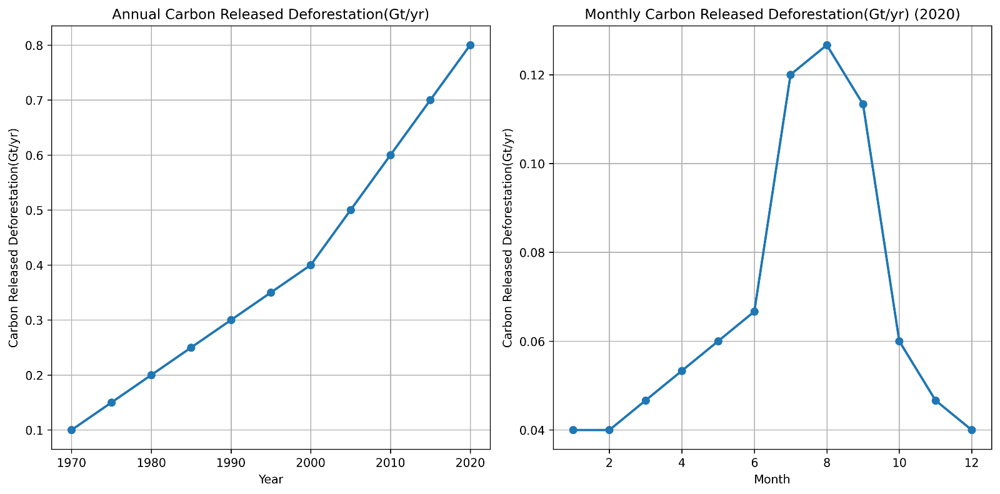 Annual Carbon Released Deforestation(Gt/yr)
Carbon Released Deforestation(Gt/yr)
0.8
0.7
0.6
0.5
0.4
0.3
0.2
0.1
1970 1980 1990 2000 2010 2020
Year
Monthly Carbon Released Deforestation(Gt/yr) (2020)
Carbon Released Deforestation(Gt/yr)
0.12
0.10
0.08
0.06
0.04
2 4 6 8 10 12
Month